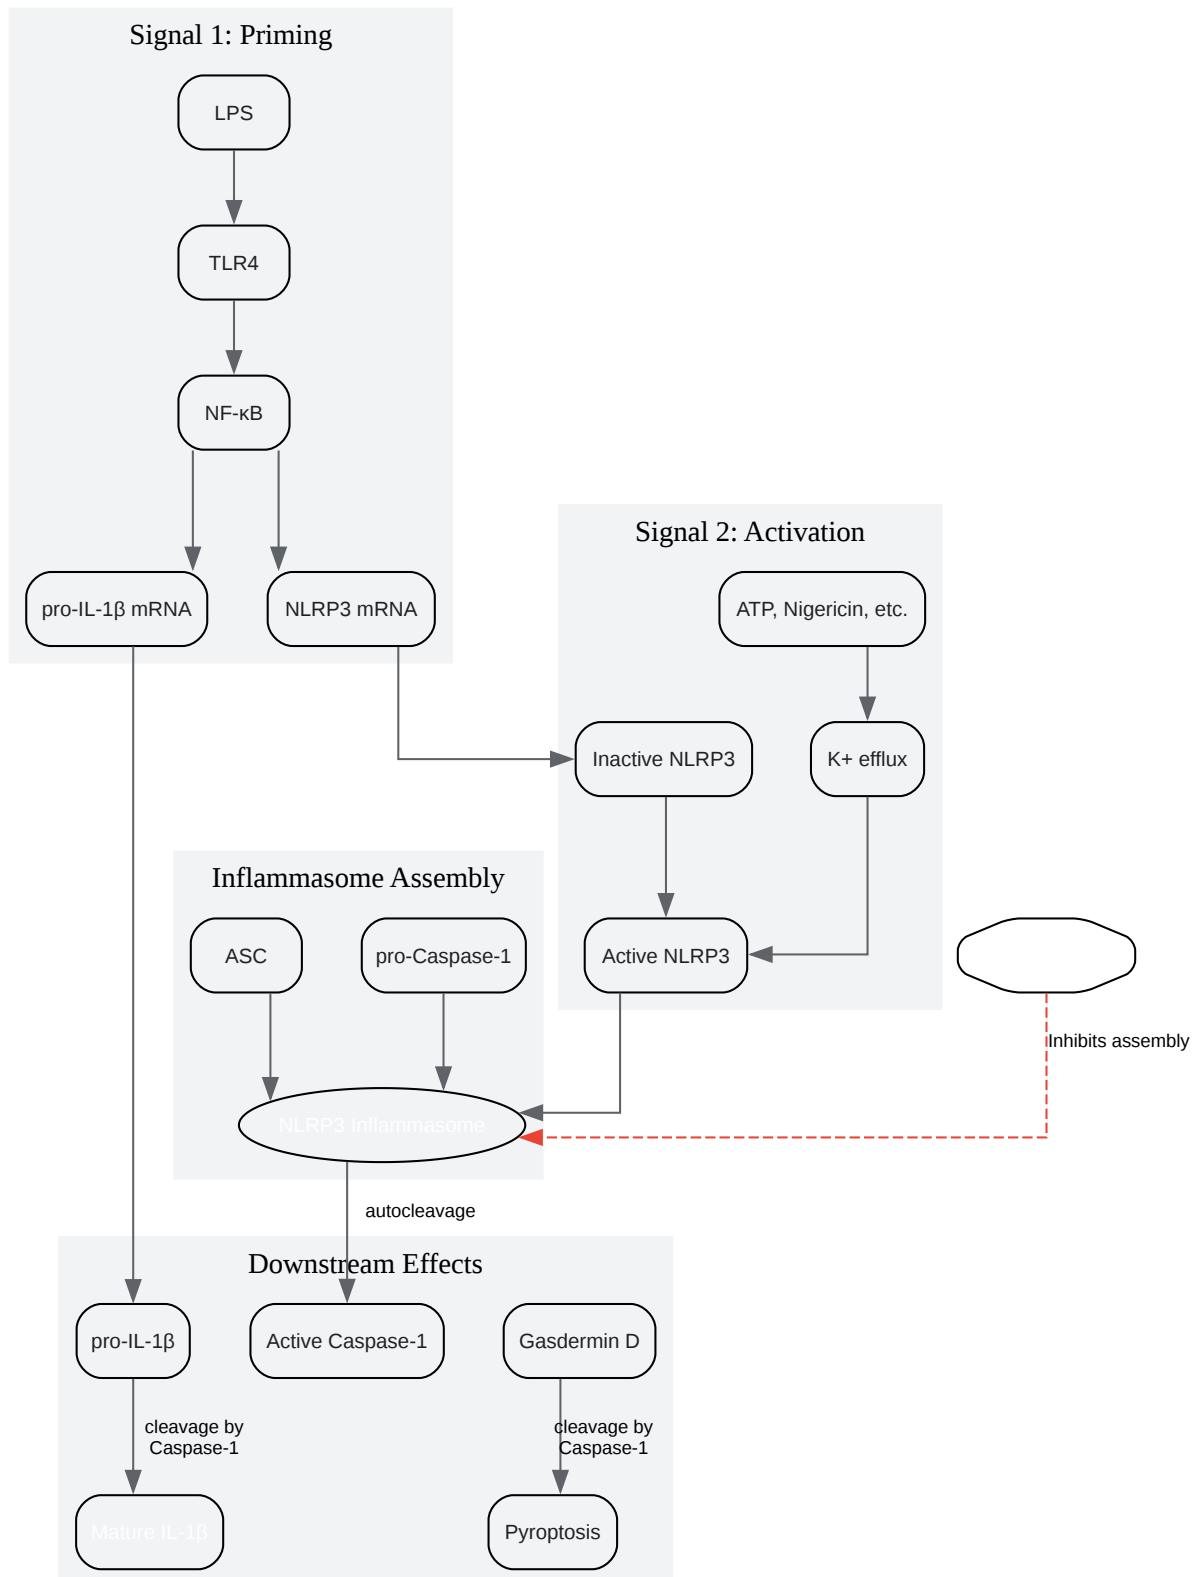 Signal 1: Priming
LPS
TLR4
NF-κB
pro-IL-1β mRNA
NLRP3 mRNA
Signal 2: Activation
ATP, Nigericin, etc.
Inactive NLRP3
K+ efflux
Active NLRP3
Inflammasome Assembly
ASC
pro-Caspase-1
NLRP3 Inflammasome
Inhibits assembly
autocleavage
Downstream Effects
pro-IL-1β
Active Caspase-1
Gasdermin D
cleavage by
Caspase-1
cleavage by
Caspase-1
Mature IL-1β
Pyroptosis